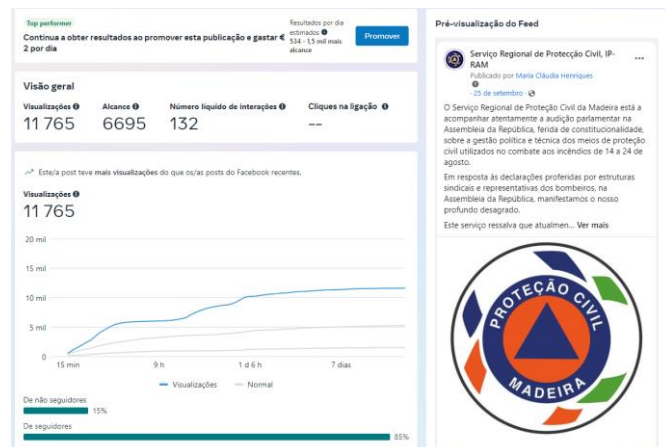 Top performer
Continua a obter resultados ao promover esta publicação e gastar €
2 por dia
Resultados por dia
estimados
534 - 1,5 mil mais
alcance
Promover
Visão geral
Visualizações
Alcance
Número líquido de interações
Cliques na ligação
11 765
6695
132
--
Este/a post teve mais visualizações do que os/as posts do Facebook recentes.
Visualizações
11 765
20 mil
15 mil
10 mil
5 mil
0
15 min
9 h
1 d 6 h
7 dias
Visualizações
Normal
De não seguidores
15%
De seguidores
85%
Pré-visualização do Feed
Serviço Regional de Protecção Civil, IP-
RAM
Publicado por Maria Cláudia Henriques
· 25 de setembro ·
O Serviço Regional de Proteção Civil da Madeira está a
acompanhar atentamente a audição parlamentar na
Assembleia da República, ferida de constitucionalidade,
sobre a gestão política e técnica dos meios de proteção
civil utilizados no combate aos incêndios de 14 a 24 de
agosto.
Em resposta às declarações proferidas por estruturas
sindicais e representativas dos bombeiros, na
Assembleia da República, manifestamos o nosso
profundo desagrado.
Este serviço ressalva que atualmen... Ver mais
PROTEÇÃO CIVIL
MADEIRA